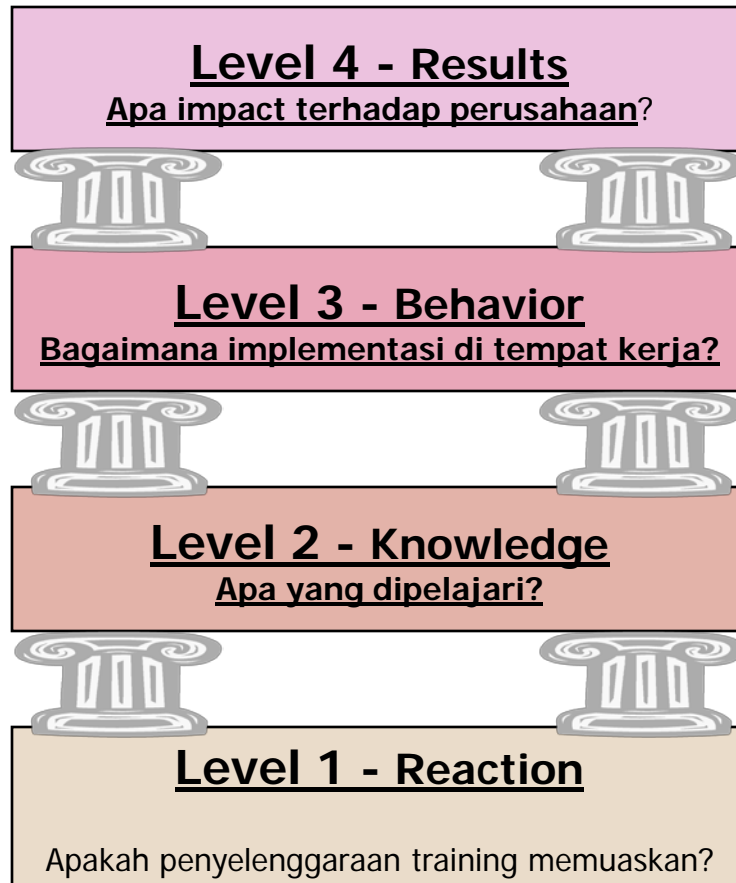 Level 4 - Results
Apa impact terhadap perusahaan?
Level 3 - Behavior
Bagaimana implementasi di tempat kerja?
Level 2 - Knowledge
Apa yang dipelajari?
Level 1 - Reaction
Apakah penyelenggaraan training memuaskan?